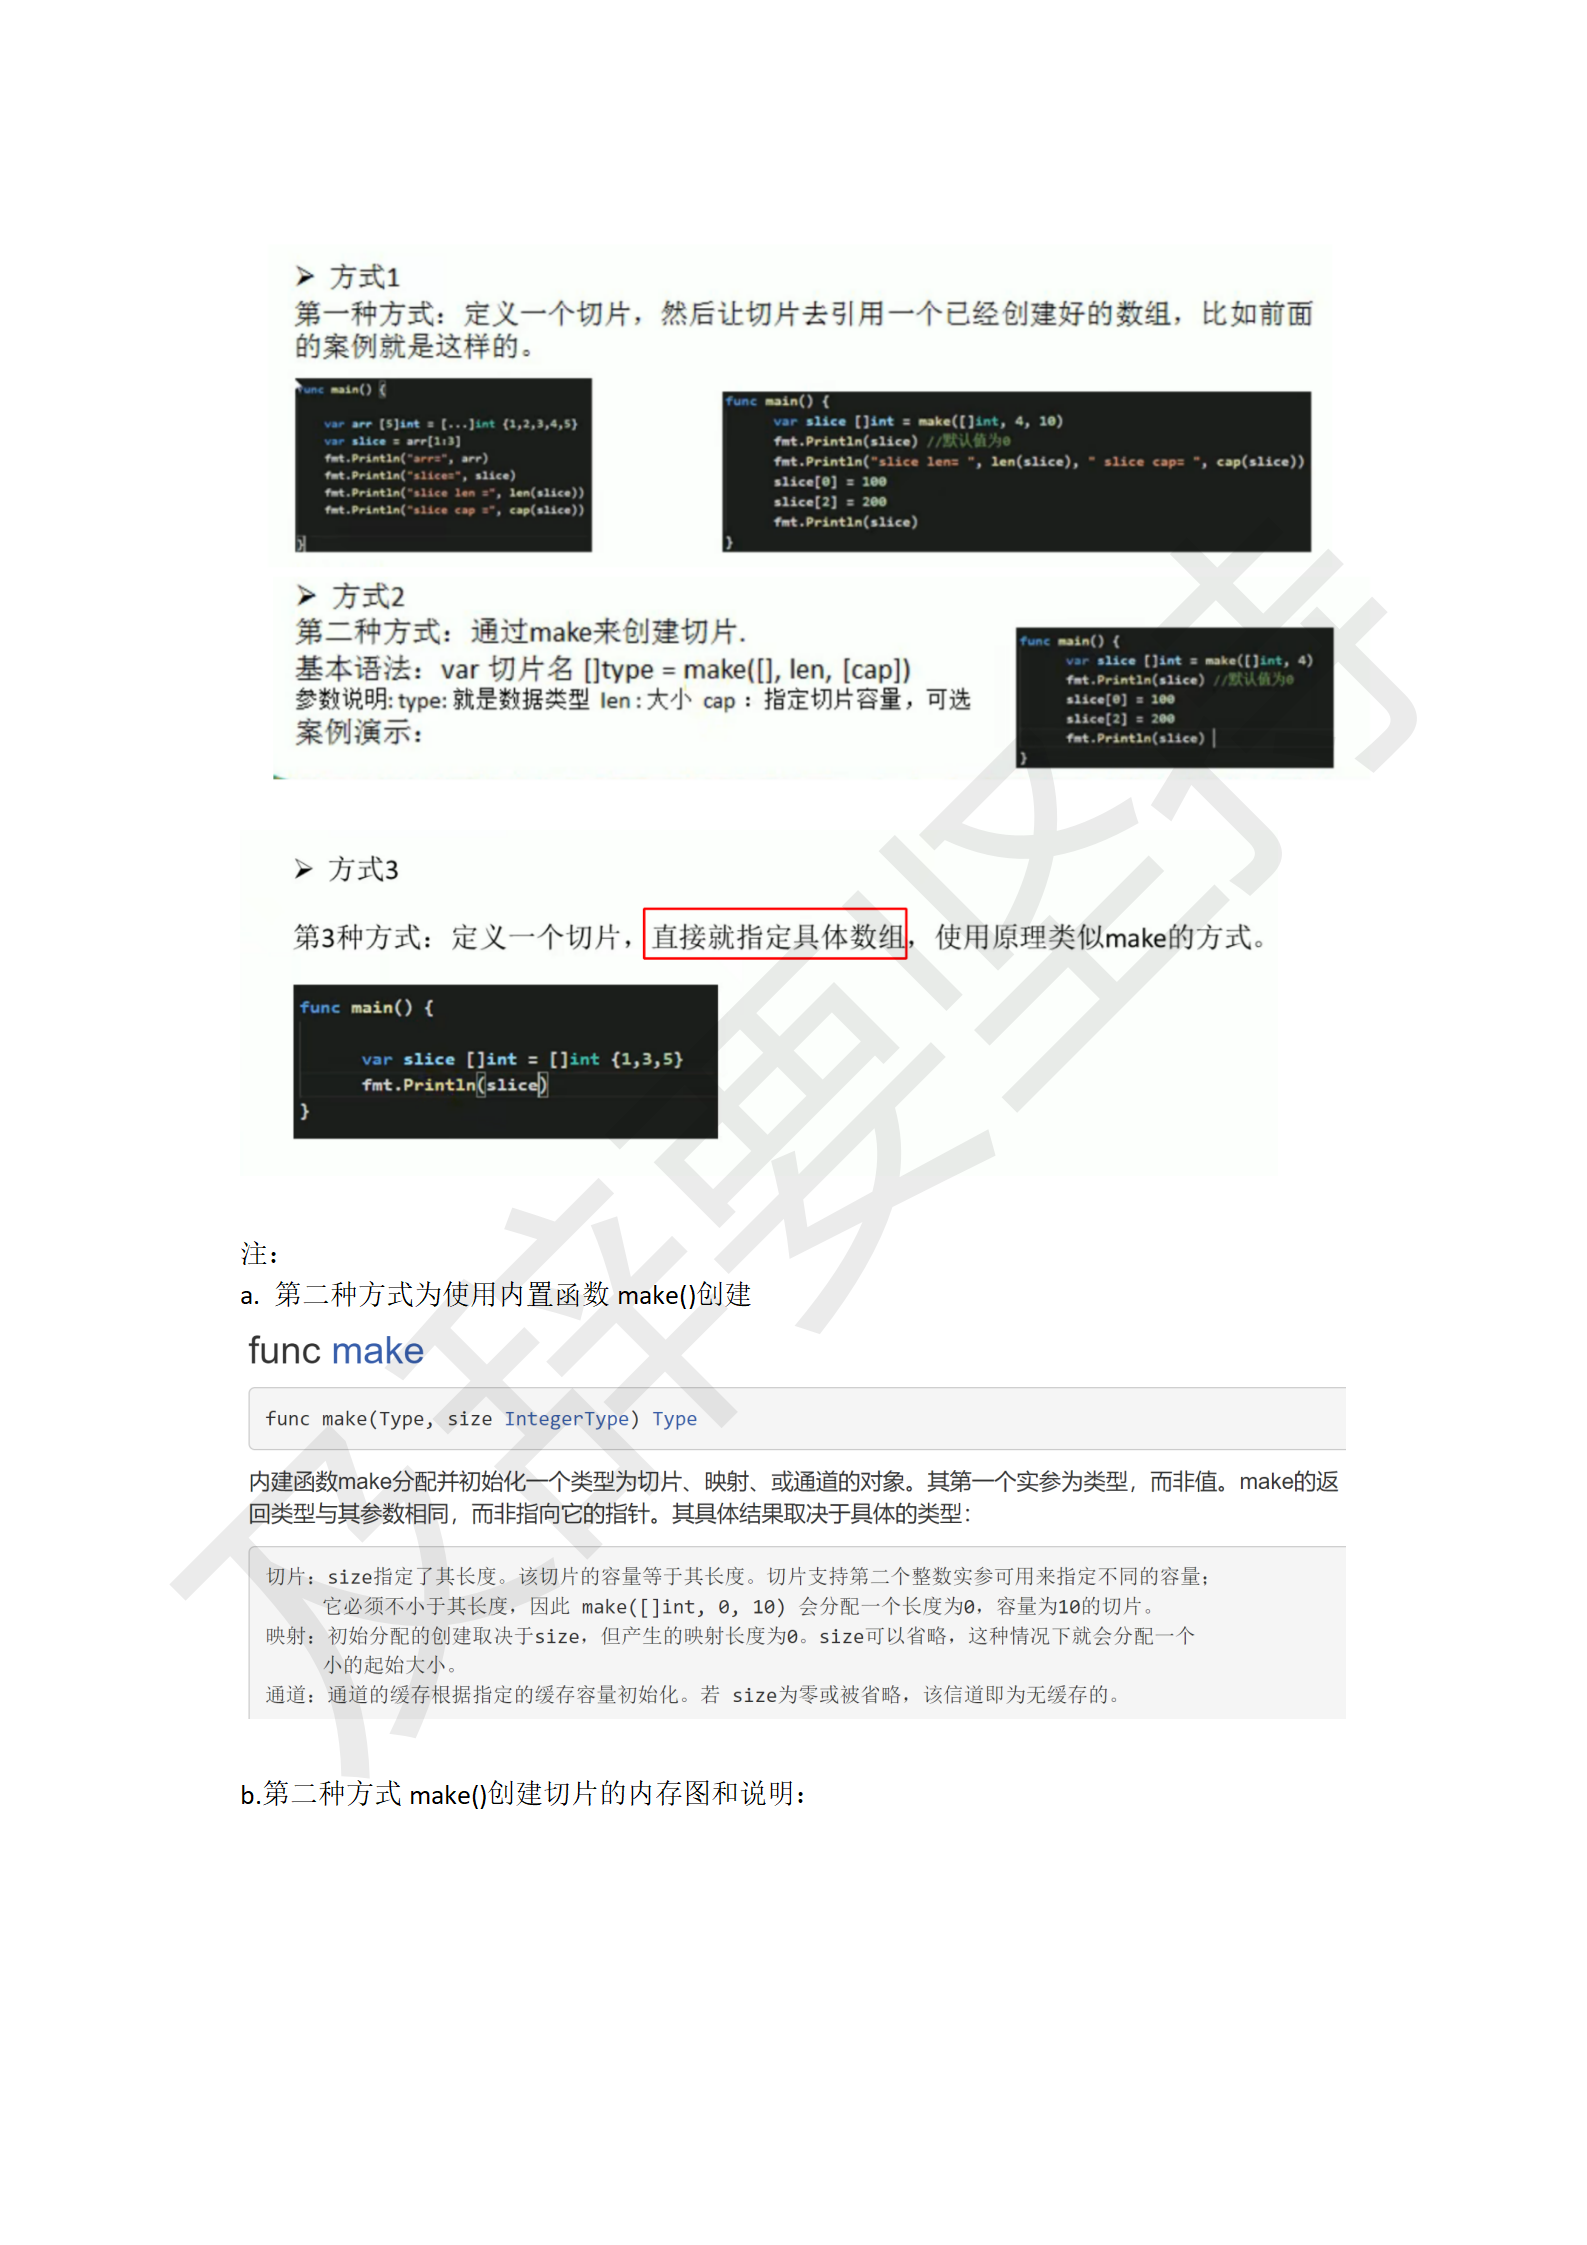 ➢ 方式1
第一种方式：定义一个切片，然后让切片去引用一个已经创建好的数组，比如前面
的案例就是这样的。
func main() {
var arr [5]int = [...]int {1,2,3,4,5}
var slice = arr[1:3]
fmt.Println("arr=", arr)
fmt.Println("slice=", slice)
fmt.Println("slice len =", len(slice))
fmt.Println("slice cap =", cap(slice))
}
func main() {
var slice []int = make([]int, 4, 10)
fmt.Println(slice) //默认值为0
fmt.Println("slice len= ", len(slice), " slice cap= ", cap(slice))
slice[0] = 100
slice[2] = 200
fmt.Println(slice)
}
➢ 方式2
第二种方式：通过make来创建切片.
基本语法：var 切片名 []type = make([], len, [cap])
参数说明: type: 就是数据类型 len : 大小 cap ：指定切片容量，可选
案例演示：
func main() {
var slice []int = make([]int, 4)
fmt.Println(slice) //默认值为0
slice[0] = 100
slice[2] = 200
fmt.Println(slice)
}
➢ 方式3
第3种方式：定义一个切片，直接就指定具体数组，使用原理类似make的方式。
func main() {
var slice []int = []int {1,3,5}
fmt.Println(slice)
}
注：
a. 第二种方式为使用内置函数 make()创建
func make
func make(Type, size IntegerType) Type
内建函数make分配并初始化一个类型为切片、映射、或通道的对象。其第一个实参为类型，而非值。make的返
回类型与其参数相同，而非指向它的指针。其具体结果取决于具体的类型：
切片：size指定了其长度。该切片的容量等于其长度。切片支持第二个整数实参可用来指定不同的容量；
它必须不小于其长度，因此 make([]int, 0, 10) 会分配一个长度为0，容量为10的切片。
映射：初始分配的创建取决于size，但产生的映射长度为0。size可以省略，这种情况下就会分配一个
小的起始大小。
通道：通道的缓存根据指定的缓存容量初始化。若 size为零或被省略，该信道即为无缓存的。
b.第二种方式 make()创建切片的内存图和说明：
又辞要坚持